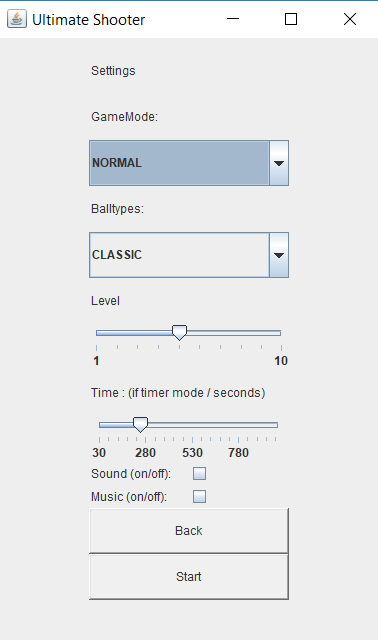 Ultimate Shooter
Settings
GameMode:
NORMAL
Balltypes:
CLASSIC
Level
1 10
Time : (if timer mode / seconds)
30 280 530 780
Sound (on/off):
Music (on/off):
Back
Start